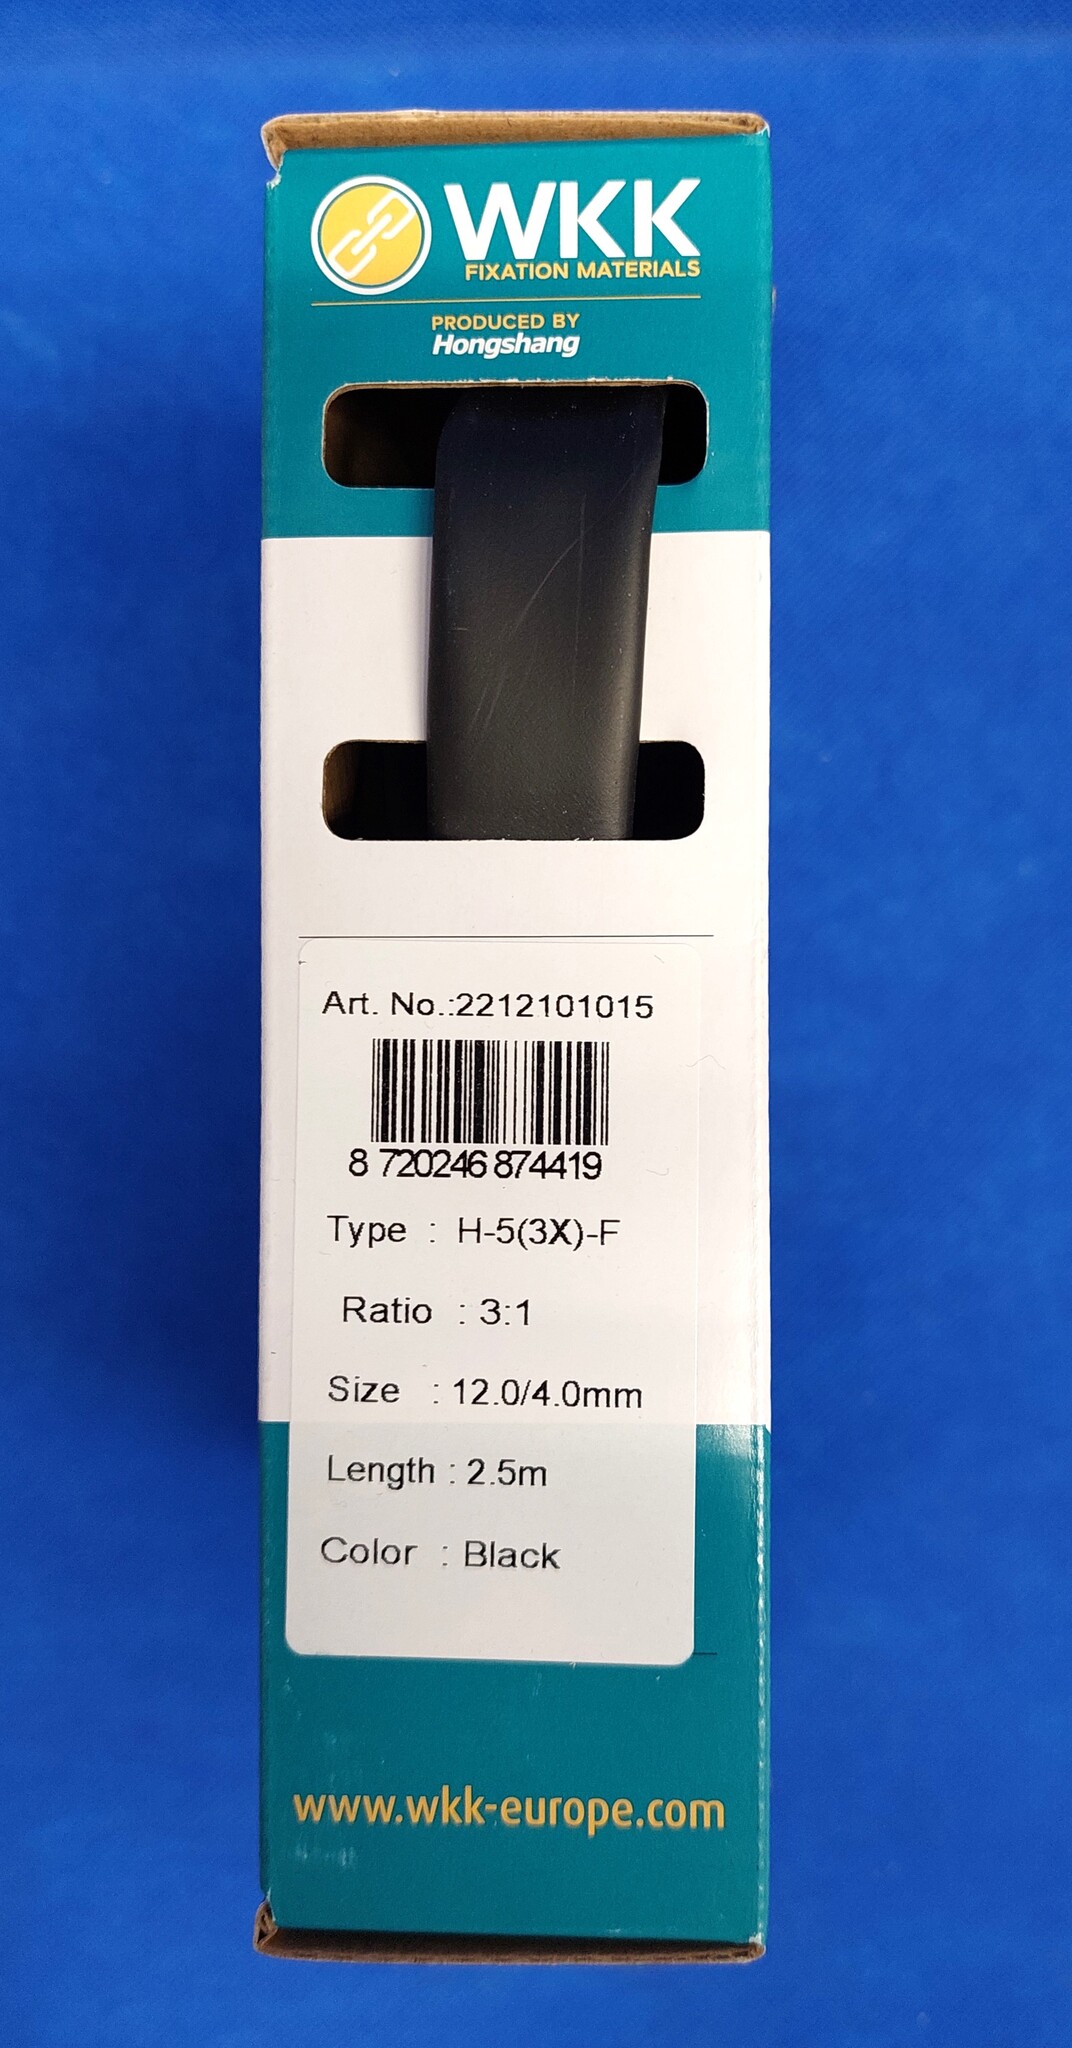 WKK
FIXATION MATERIALS
PRODUCED BY
Hongshang
Art. No.:2212101015
8 720246 874419
Type : H-5(3X)-F
Ratio : 3:1
Size : 12.0/4.0mm
Length : 2.5m
Color : Black
www.wkk-europe.com